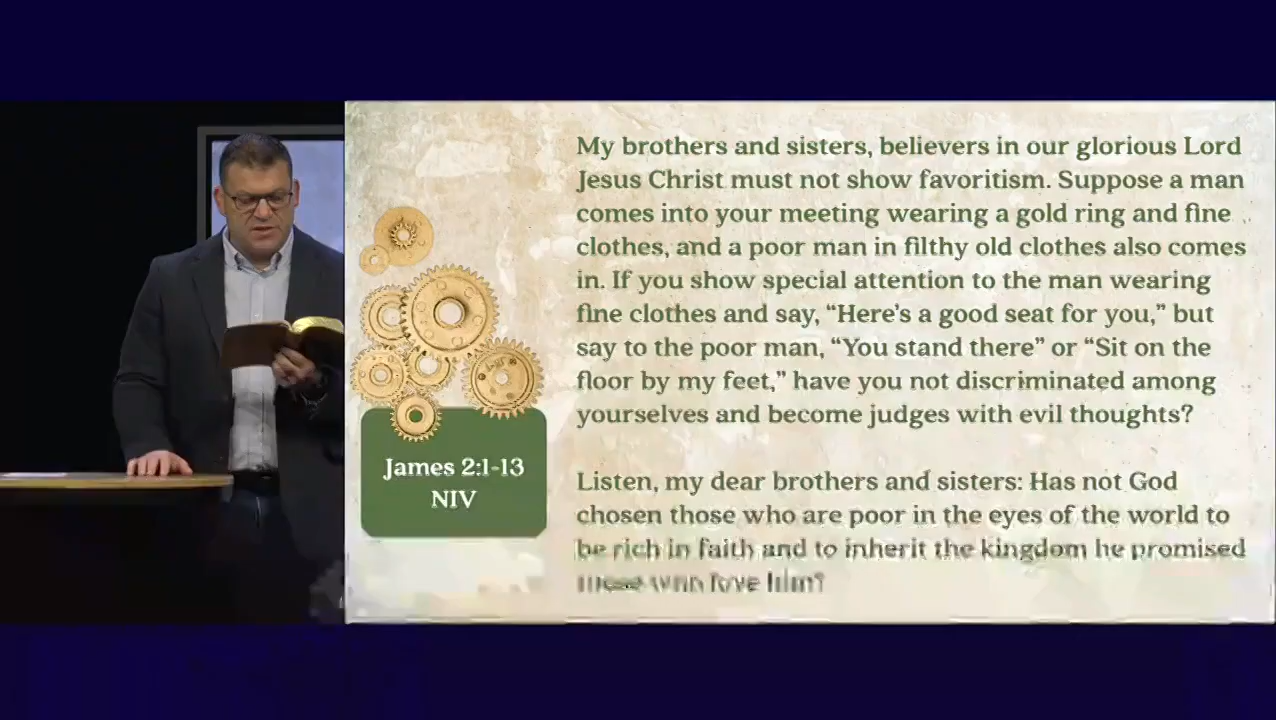 My brothers and sisters, believers in our glorious Lord
Jesus Christ must not show favoritism. Suppose a man
comes into your meeting wearing a gold ring and fine
clothes, and a poor man in filthy old clothes also comes
in. If you show special attention to the man wearing
fine clothes and say, “Here’s a good seat for you,” but
say to the poor man, “You stand there” or “Sit on the
floor by my feet,” have you not discriminated among
yourselves and become judges with evil thoughts?
Listen, my dear brothers and sisters: Has not God
chosen those who are poor in the eyes of the world to
be rich in faith and to inherit the kingdom he promised
those who love him?
James 2:1-13
NIV